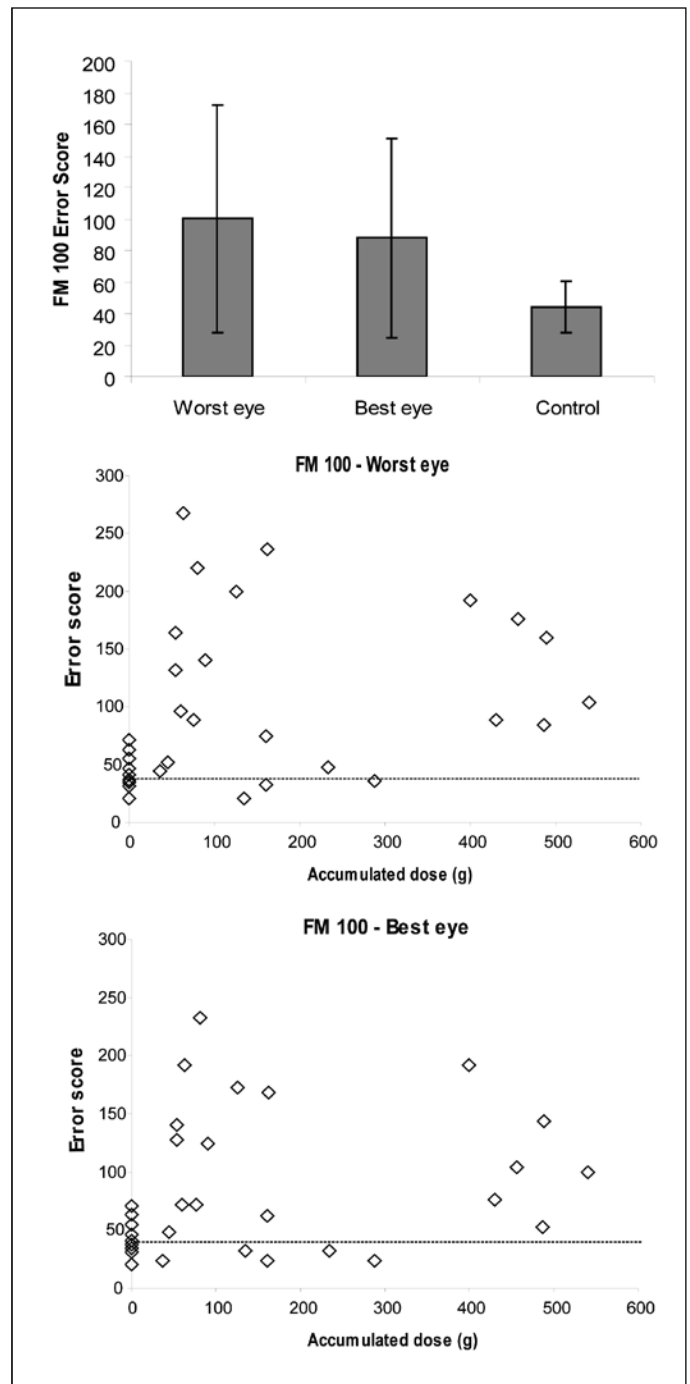 200
180
160
140
120
100
80
60
40
20
0
FM 100 Error Score
Worst eye Best eye Control
FM 100 - Worst eye
300
250
200
150
100
50
0
Error score
0 100 200 300 400 500 600
Accumulated dose (g)
FM 100 - Best eye
300
250
200
150
100
50
0
Error score
0 100 200 300 400 500 600
Accumulated dose (g)